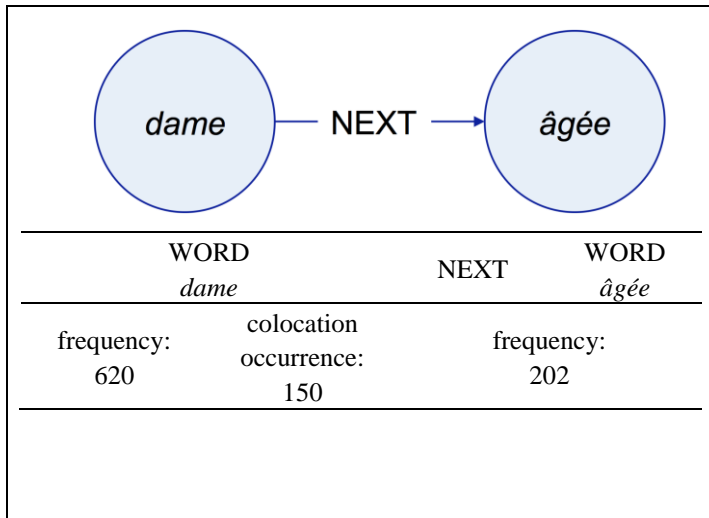 dame NEXT âgée
WORD NEXT WORD
dame âgée
frequency: colocation frequency:
620 occurrence: 202
150